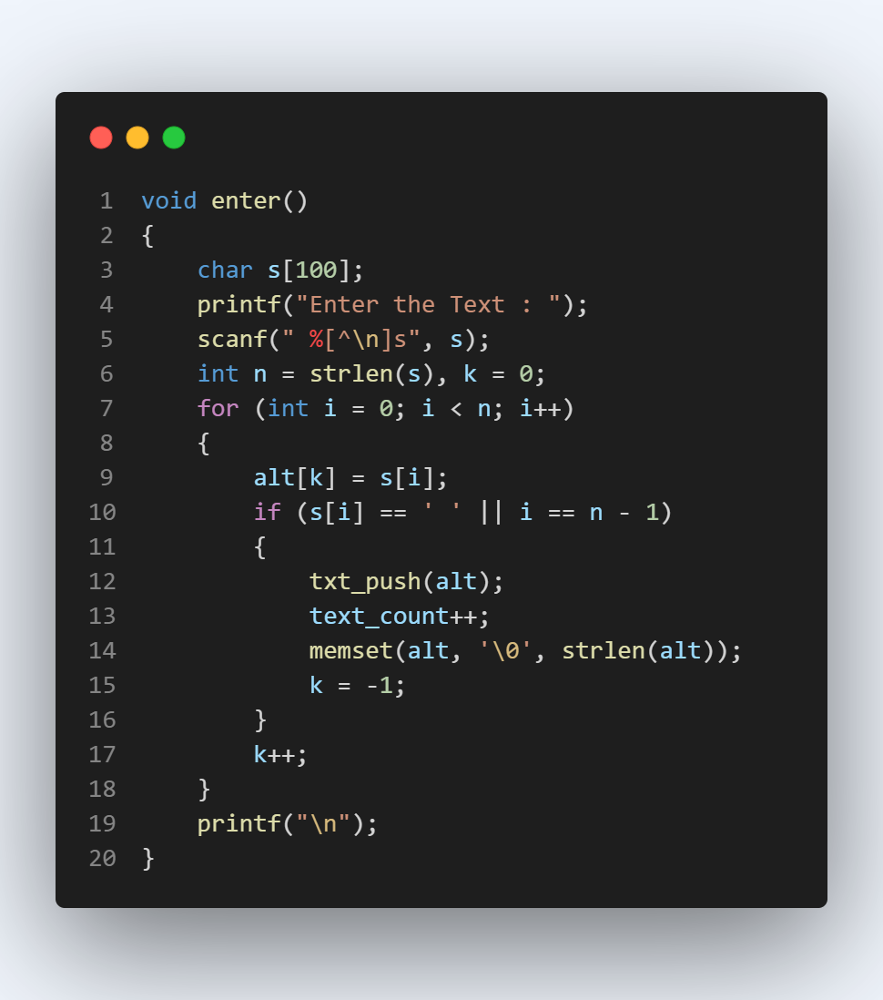 1 void enter()
2 {
3     char s[100];
4     printf("Enter the Text : ");
5     scanf(" %[^\n]s", s);
6     int n = strlen(s), k = 0;
7     for (int i = 0; i < n; i++)
8     {
9         alt[k] = s[i];
10         if (s[i] == ' ' || i == n - 1)
11         {
12             txt_push(alt);
13             text_count++;
14             memset(alt, '\0', strlen(alt));
15             k = -1;
16         }
17         k++;
18     }
19     printf("\n");
20 }